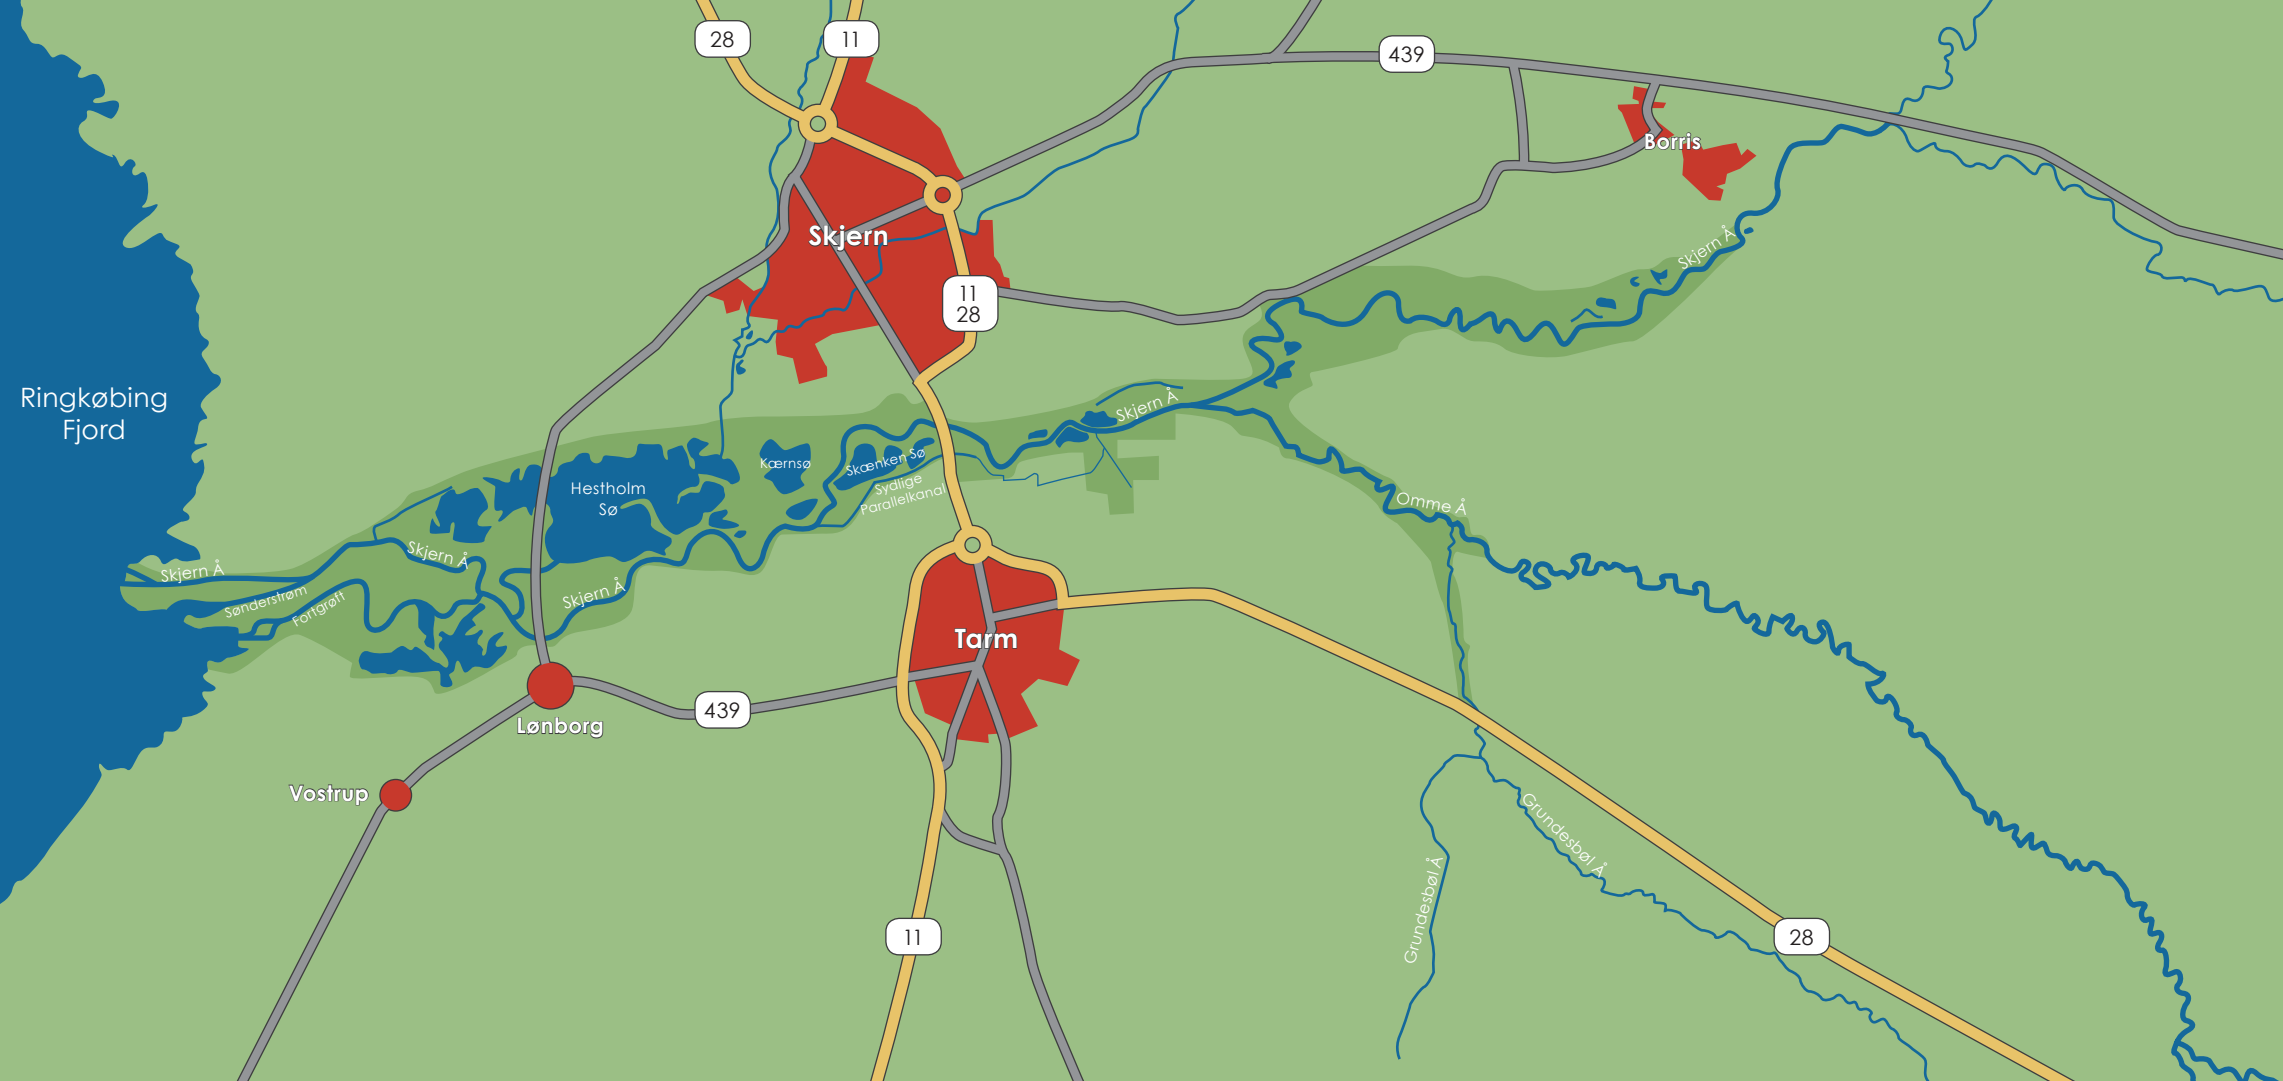 28
11
439
Borris
Skjern
Skjern Å
11
28
Ringkøbing
Fjord
Skjern Å
Kærnsø
Skænken Sø
Hestholm
Sø
Sydlige
Parallelkanal
Omme Å
Skjern Å
Skjern Å
Sønderstrøm
Fortgrøft
Skjern Å
Tarm
439
Lønborg
Vostrup
Grundesbøl Å
Grundesbøl Å
11
28